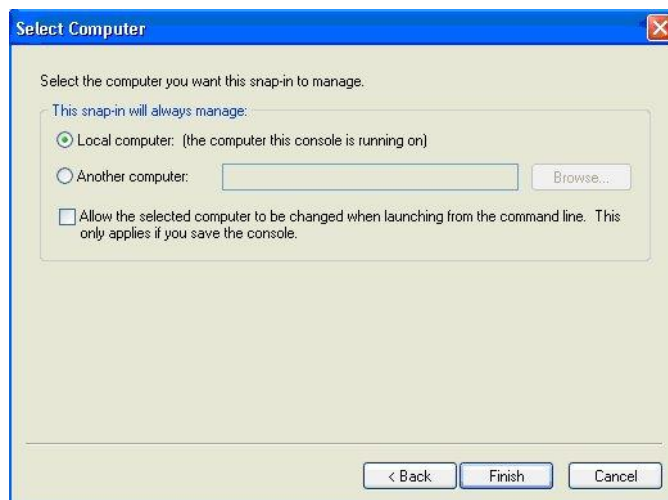 Select Computer
Select the computer you want this snap-in to manage.
This snap-in will always manage:
Local computer: (the computer this console is running on)
Another computer:
Browse...
Allow the selected computer to be changed when launching from the command line. This
only applies if you save the console.
< Back Finish Cancel